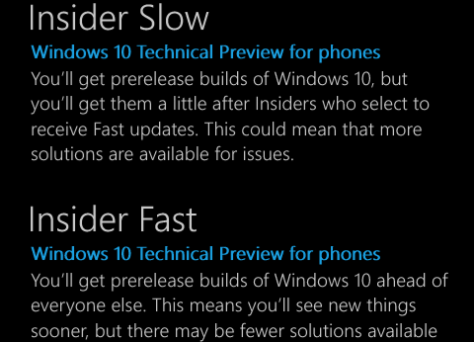 Insider Slow
Windows 10 Technical Preview for phones
You'll get prerelease builds of Windows 10, but
you'll get them a little after Insiders who select to
receive Fast updates. This could mean that more
solutions are available for issues.
Insider Fast
Windows 10 Technical Preview for phones
You'll get prerelease builds of Windows 10 ahead of
everyone else. This means you'll see new things
sooner, but there may be fewer solutions available